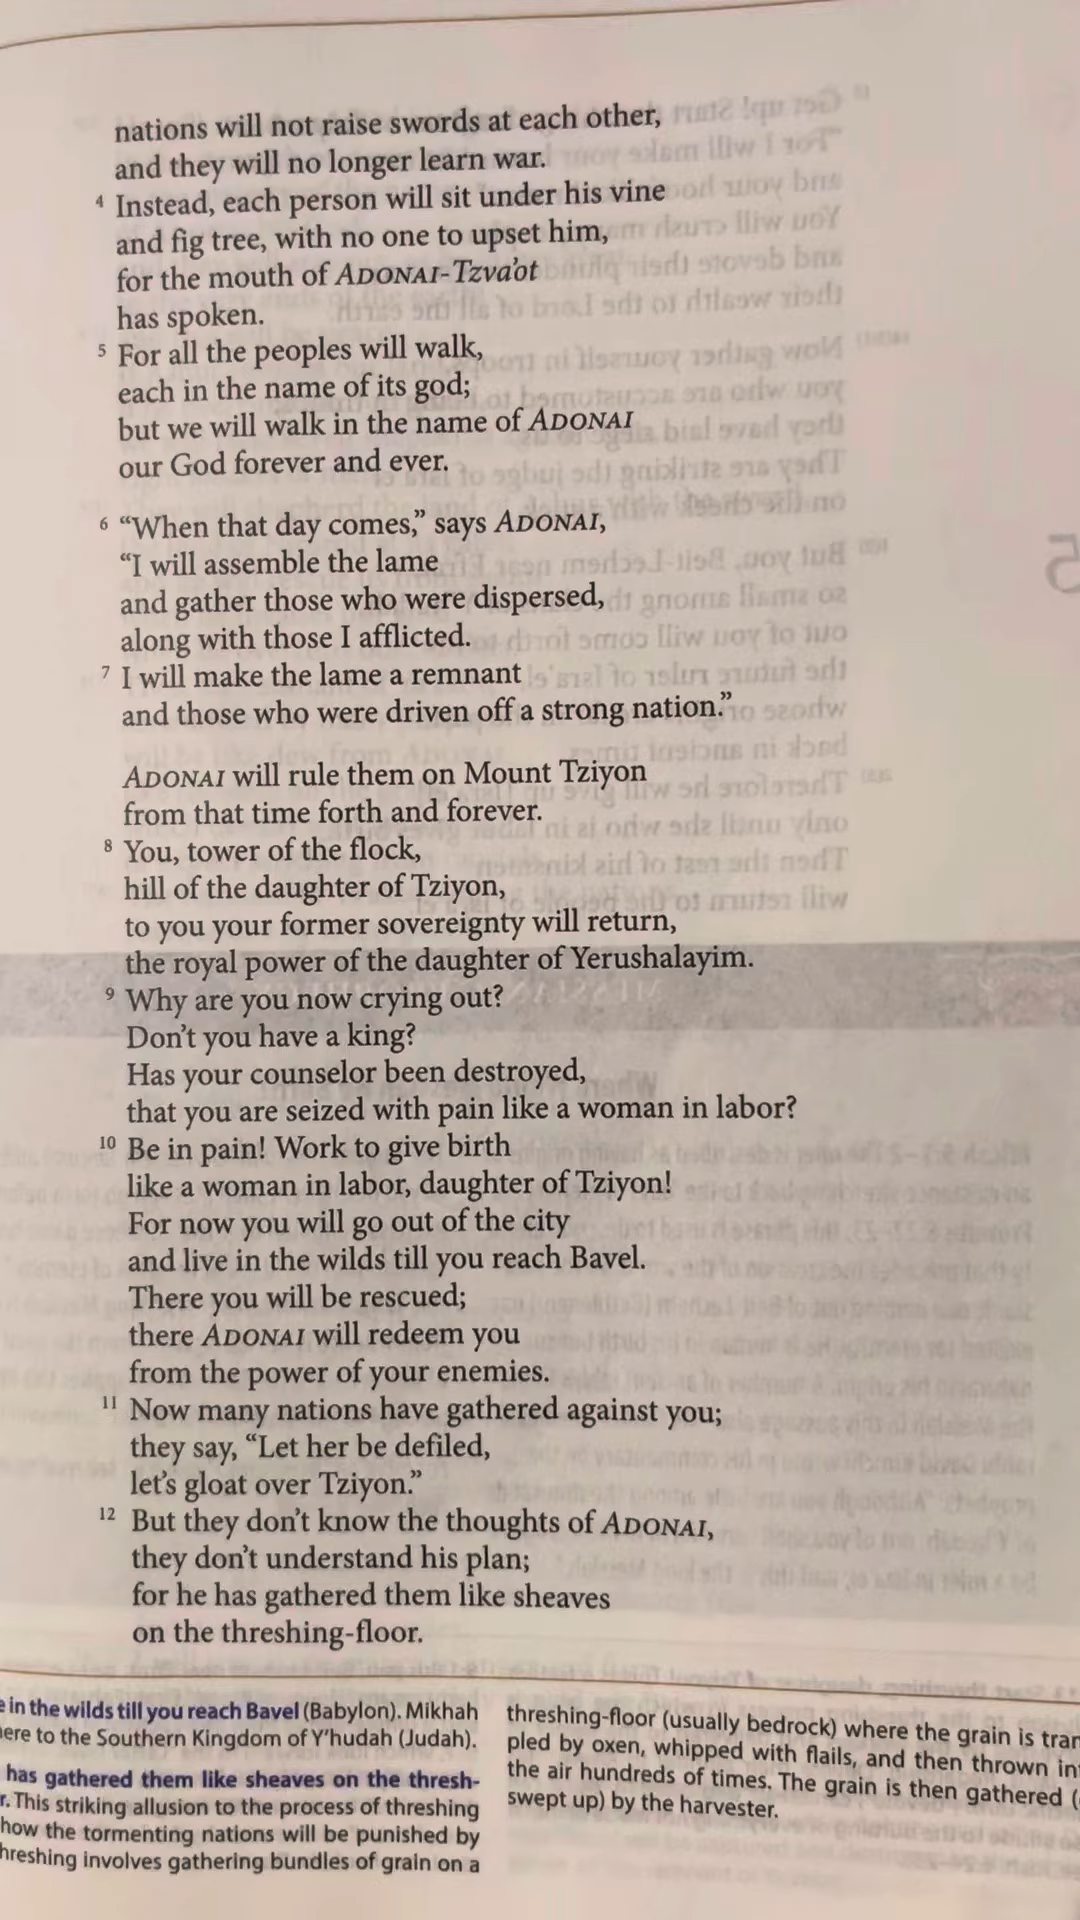 nations will not raise swords at each other,
and they will no longer learn war.
4 Instead, each person will sit under his vine
and fig tree, with no one to upset him,
for the mouth of ADONAI-Tzva'ot
has spoken.
5 For all the peoples will walk,
each in the name of its god;
but we will walk in the name of ADONAI
our God forever and ever.
6 “When that day comes,” says ADONAI,
“I will assemble the lame
and gather those who were dispersed,
along with those I afflicted.
7 I will make the lame a remnant
and those who were driven off a strong nation.”
ADONAI will rule them on Mount Tziyon
from that time forth and forever.
8 You, tower of the flock,
hill of the daughter of Tziyon,
to you your former sovereignty will return,
the royal power of the daughter of Yerushalayim.
9 Why are you now crying out?
Don’t you have a king?
Has your counselor been destroyed,
that you are seized with pain like a woman in labor?
10 Be in pain! Work to give birth
like a woman in labor, daughter of Tziyon!
For now you will go out of the city
and live in the wilds till you reach Bavel.
There you will be rescued;
there ADONAI will redeem you
from the power of your enemies.
11 Now many nations have gathered against you;
they say, “Let her be defiled,
let’s gloat over Tziyon.”
12 But they don’t know the thoughts of ADONAI,
they don’t understand his plan;
for he has gathered them like sheaves
on the threshing-floor.
in the wilds till you reach Bavel (Babylon). Mikhah
to the Southern Kingdom of Y’hudah (Judah).
has gathered them like sheaves on the thresh-
This striking allusion to the process of threshing
how the tormenting nations will be punished by
hreshing involves gathering bundles of grain on a
threshing-floor (usually bedrock) where the grain is tram
pled by oxen, whipped with flails, and then thrown in
the air hundreds of times. The grain is then gathered (
swept up) by the harvester.